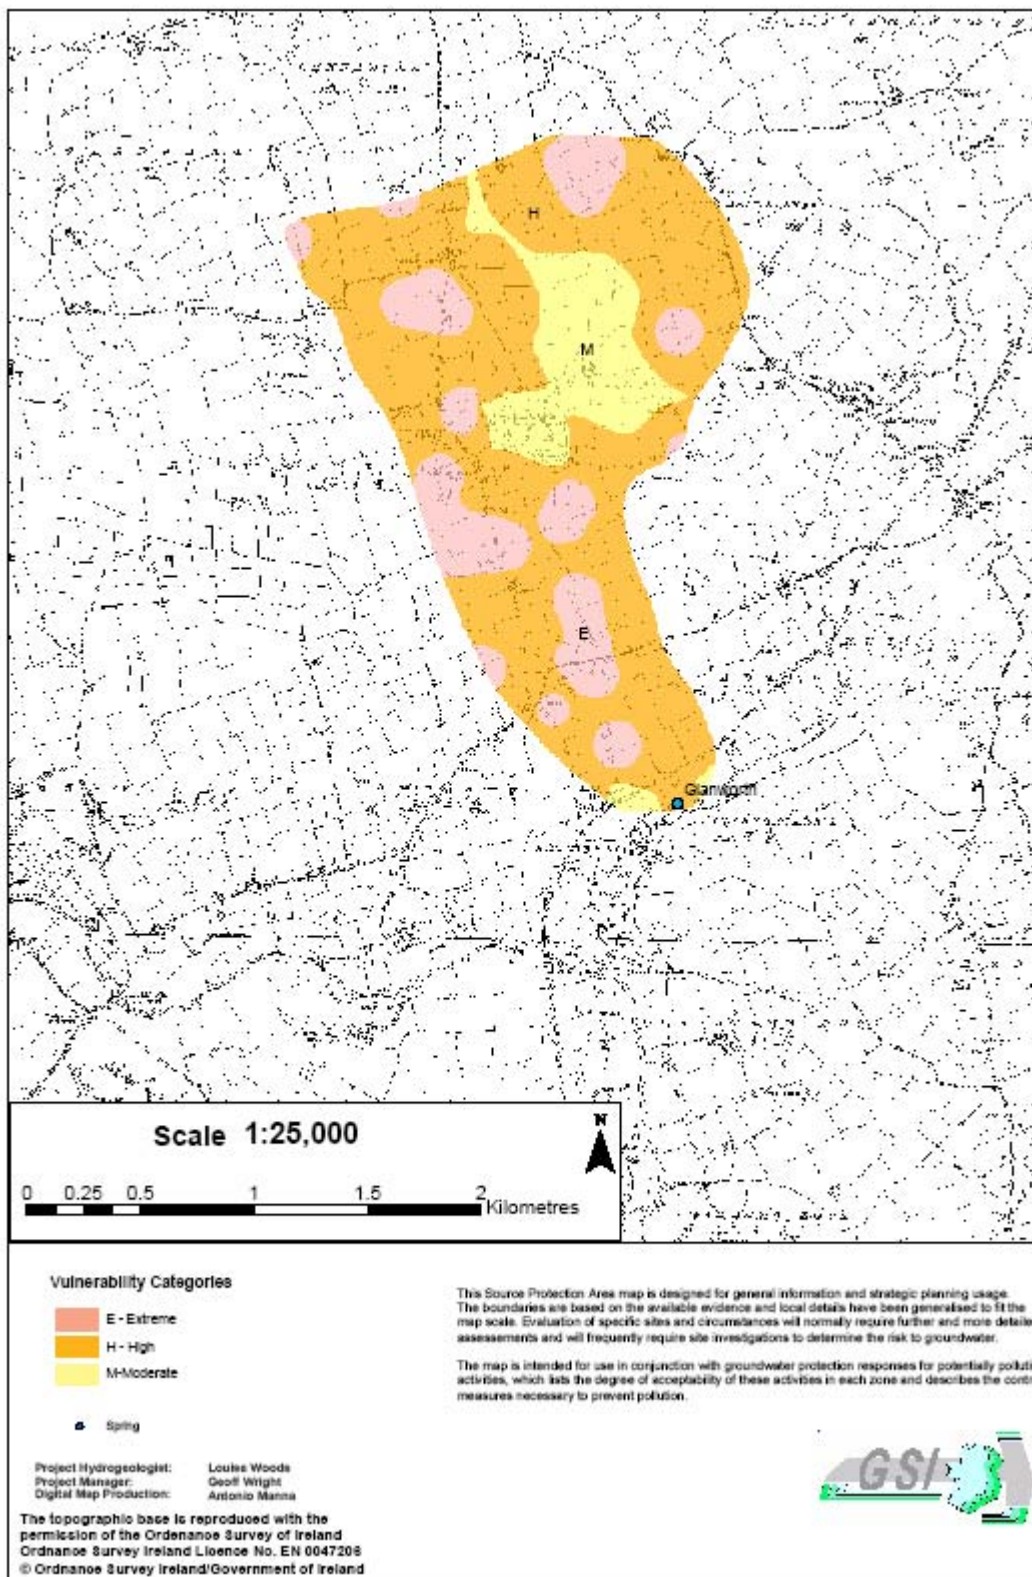 H
M
E
Glanworth
Scale 1:25,000
N
0 0.25 0.5 1 1.5 2
Kilometres
Vulnerability Categories
E - Extreme
H - High
M-Moderate
Spring
Project Hydrogeologist: Louise Woods
Project Manager: Geoff Wright
Digital Map Production: Antonio Manna
The topographic base is reproduced with the
permission of the Ordenance Survey of Ireland
Ordnance Survey Ireland Licence No. EN 0047206
© Ordnance Survey Ireland/Government of Ireland
This Source Protection Area map is designed for general information and strategic planning usage.
The boundaries are based on the available evidence and local details have been generalised to fit the
map scale. Evaluation of specific sites and circumstances will normally require further and more detaile
assessements and will frequently require site investigations to determine the risk to groundwater.
The map is intended for use in conjunction with groundwater protection responses for potentially polluti
activities, which lists the degree of acceptability of these activities in each zone and describes the contr
measures necessary to prevent pollution.
GSI